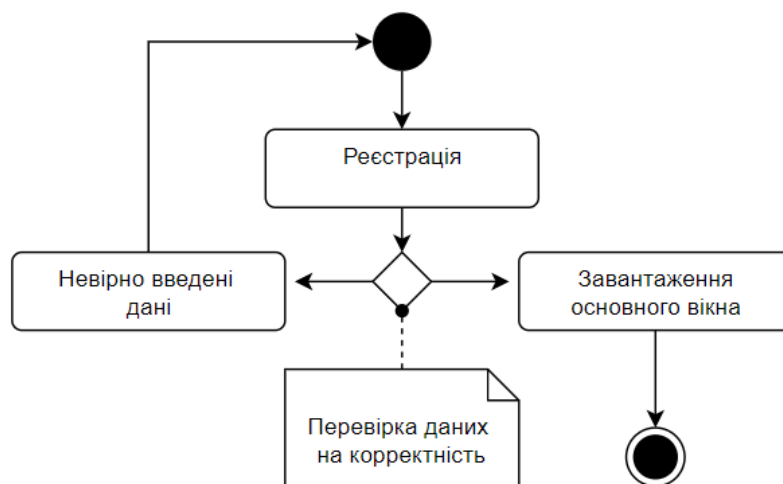 Реєстрація
Невірно введені
дані
Завантаження
основного вікна
Перевірка даних
на корректність